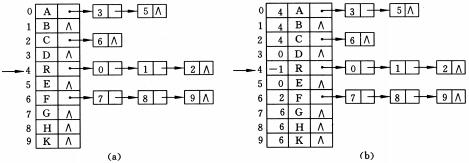 0 A 3 5 ∧ 0 4 A 3 5 ∧
1 B ∧ 1 4 B ∧
2 C 6 ∧ 2 4 C 6 ∧
3 D ∧ 3 0 D ∧
4 R 0 1 2 ∧ 4 -1 R 0 1 2 ∧
5 E ∧ 5 0 E ∧
6 F 7 8 9 ∧ 6 2 F 7 8 9 ∧
7 G ∧ 7 6 G ∧
8 H ∧ 8 6 H ∧
9 K ∧ 9 6 K ∧
(a) (b)